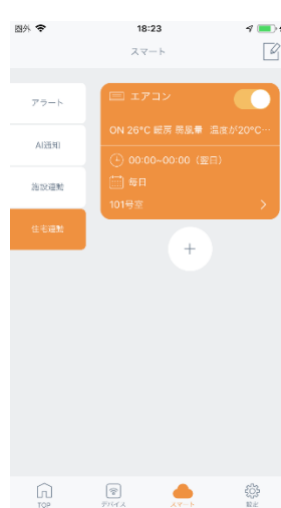 圏外 18:23
スマート
アラート
AI通知
施設連動
住宅連動
エアコン
ON 26°C 暖房 弱風量 温度が20°C…
00:00~00:00（翌日）
毎日
101号室
+
TOP
デバイス
スマート
設定